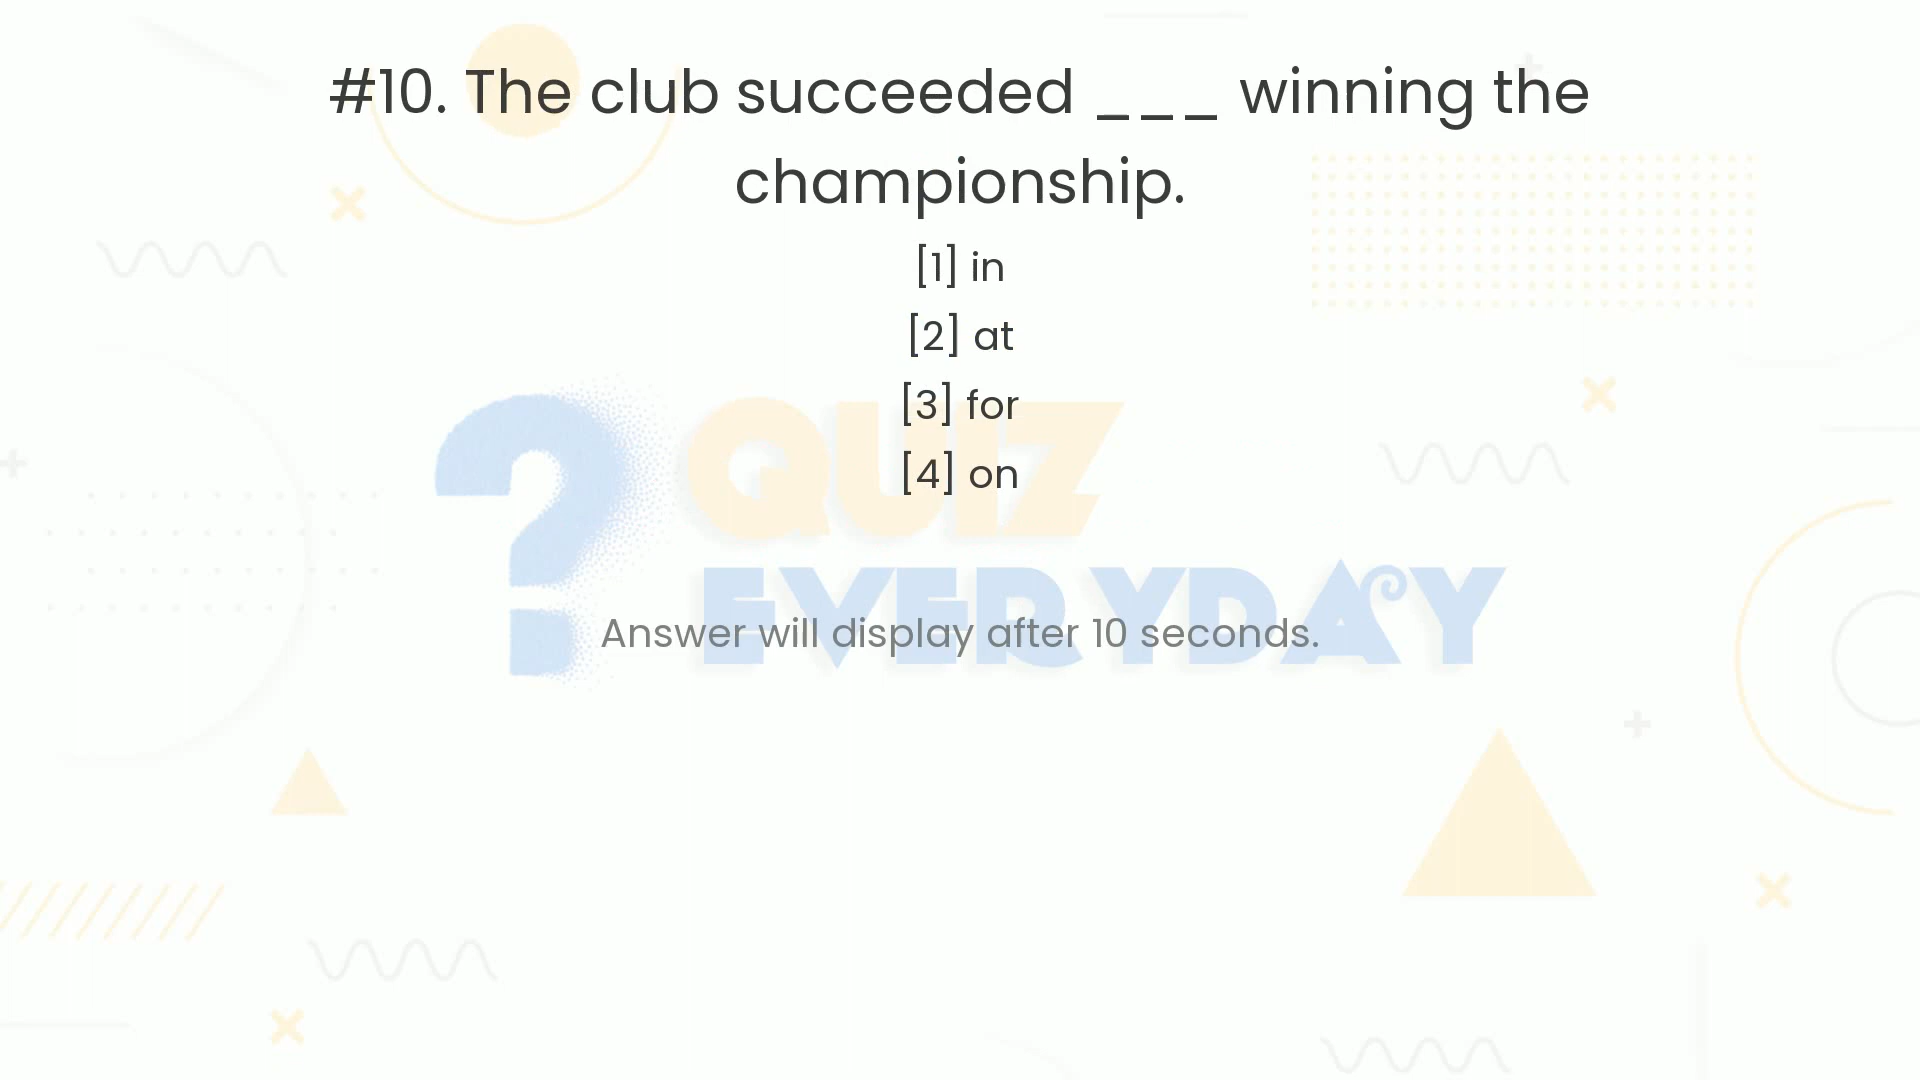 #10. The club succeeded ___ winning the
championship.
[1] in
[2] at
[3] for
[4] on
QUIZ
EVERYDAY
Answer will display after 10 seconds.